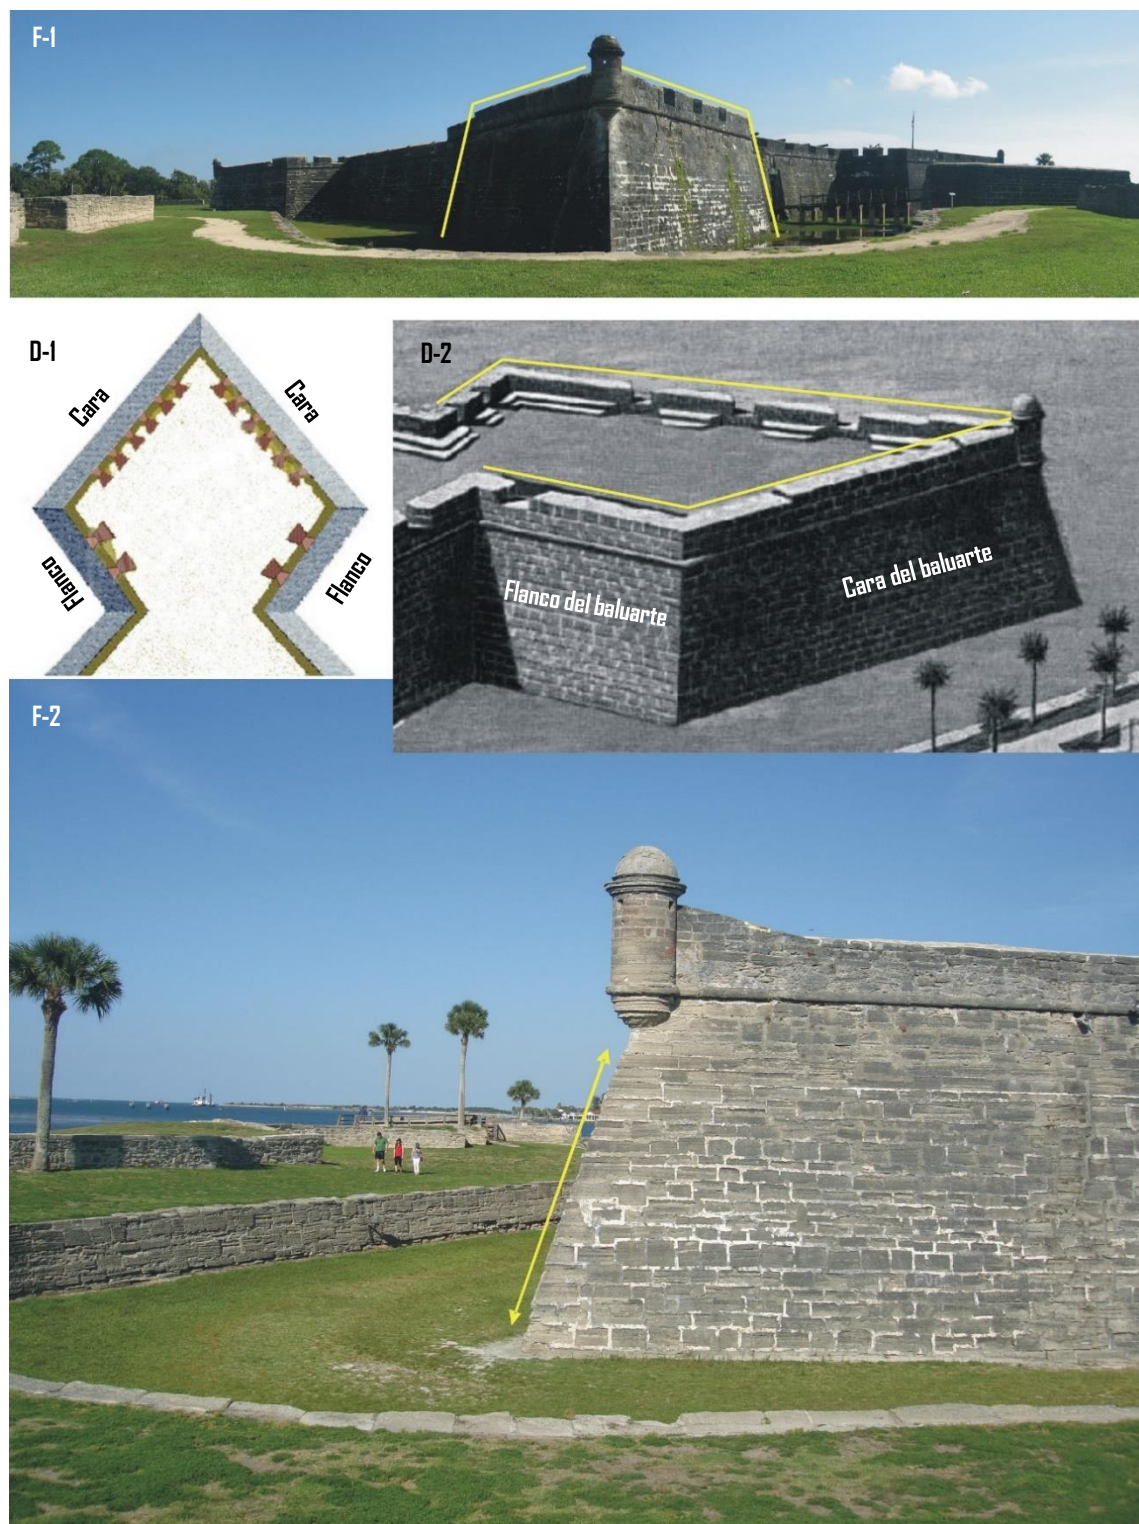 F-1
D-1
Cara
Cara
Flanco
Flanco
D-2
Flanco del baluarte
Cara del baluarte
F-2